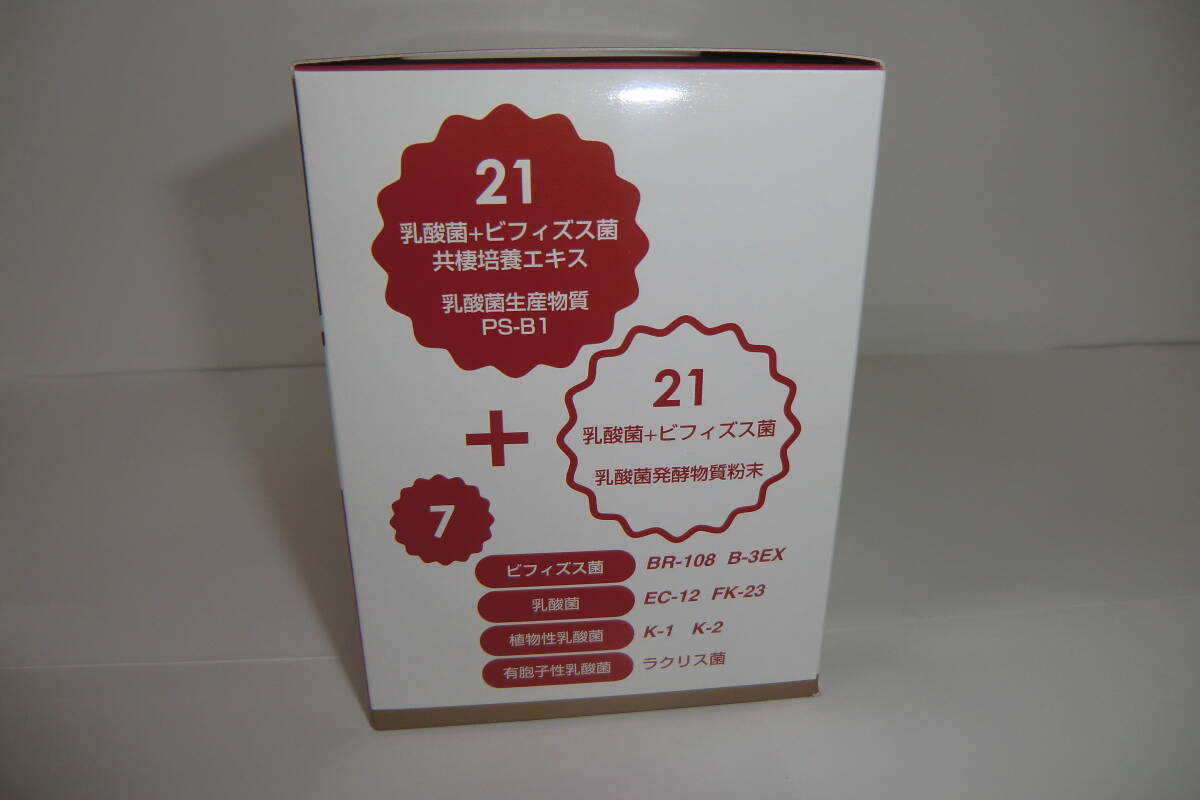 21
乳酸菌+ビフィズス菌
共棲培養エキス
乳酸菌生産物質
PS-B1
+
21
乳酸菌+ビフィズス菌
乳酸菌発酵物質粉末
7
ビフィズス菌 BR-108 B-3EX
乳酸菌 EC-12 FK-23
植物性乳酸菌 K-1 K-2
有胞子性乳酸菌 ラクリス菌